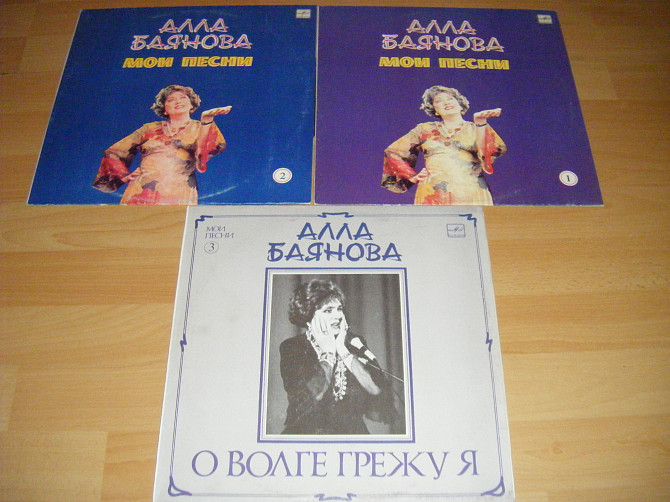 АЛЛА
БАЯНОВА
МОИ ПЕСНИ
2
АЛЛА
БАЯНОВА
МОИ ПЕСНИ
1
МОИ
ПЕСНИ
3
АЛЛА
БАЯНОВА
О ВОЛГЕ ГРЕЖУ Я